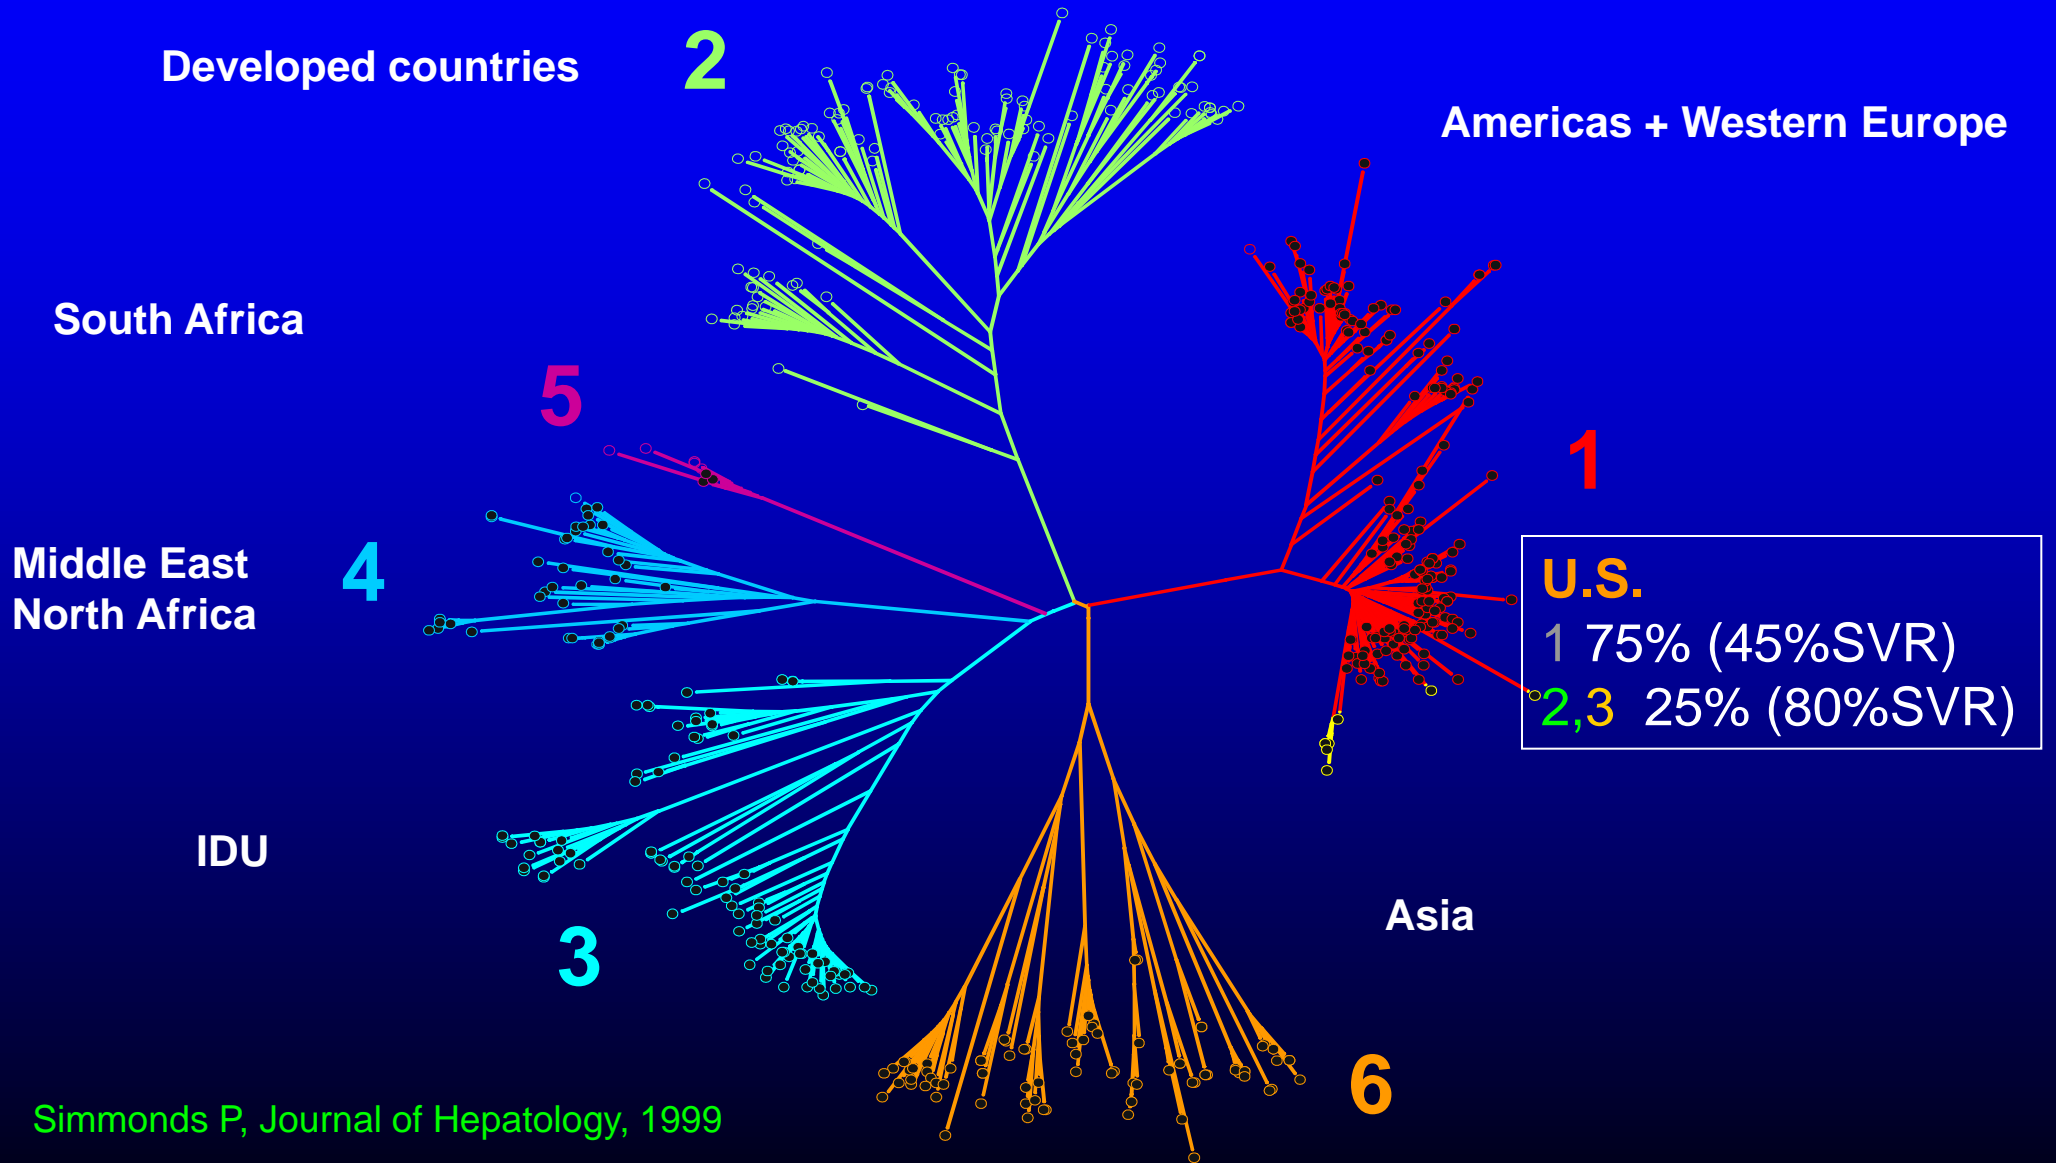 Developed countries
2
Americas + Western Europe
South Africa
5
1
Middle East
North Africa
4
U.S.
1 75% (45%SVR)
2,3 25% (80%SVR)
IDU
3
Asia
6
Simmonds P, Journal of Hepatology, 1999